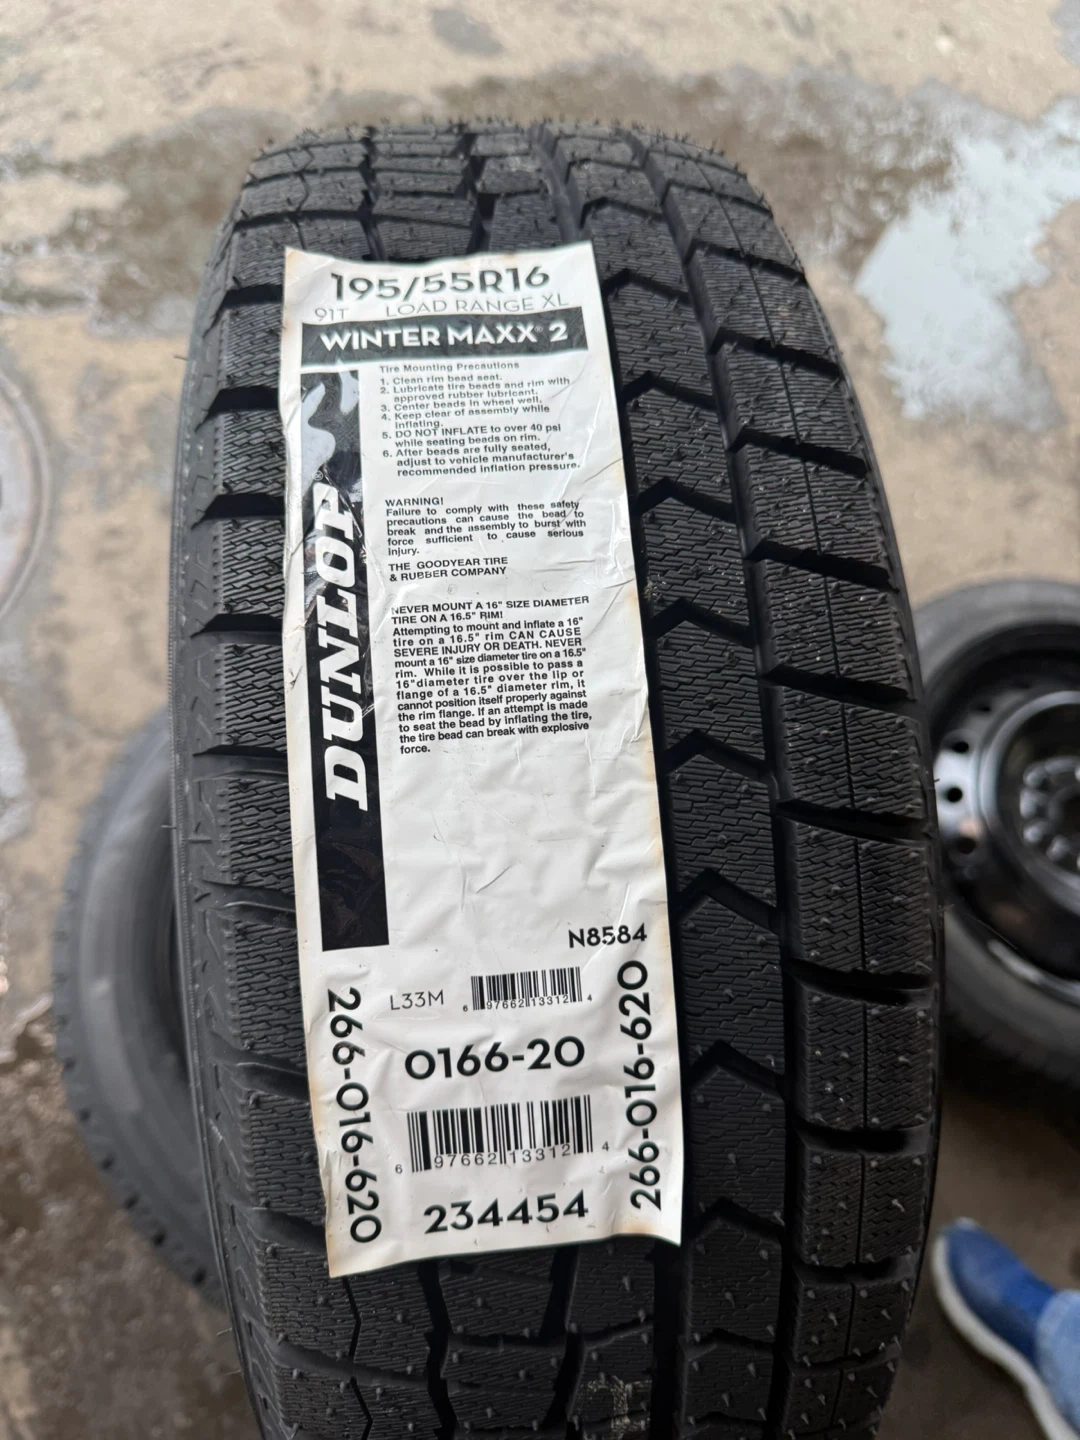 195/55R16
91T LOAD RANGE XL
WINTER MAXX® 2
DUNLOP
Tire Mounting Precautions
1. Clean rim bead seat.
2. Lubricate tire beads and rim with
approved rubber lubricant.
3. Center beads in wheel well.
4. Keep clear of assembly while
inflating.
5. DO NOT INFLATE to over 40 psi
while seating beads on rim.
6. After beads are fully seated,
adjust to vehicle manufacturer's
recommended inflation pressure.
WARNING!
Failure to comply with these safety
precautions can cause the bead to
break and the assembly to burst with
force sufficient to cause serious
injury.
THE GOODYEAR TIRE
& RUBBER COMPANY
NEVER MOUNT A 16" SIZE DIAMETER
TIRE ON A 16.5" RIM!
Attempting to mount and inflate a 16"
tire on a 16.5" rim CAN CAUSE
SEVERE INJURY OR DEATH. NEVER
mount a 16" size diameter tire on a 16.5"
rim. While it is possible to pass a
16"diameter tire over the lip or
flange of a 16.5" diameter rim, it
cannot position itself properly against
the rim flange. If an attempt is made
to seat the bead by inflating the tire,
the tire bead can break with explosive
force.
N8584
L33M
6 97662 13312 4
266-016-620
0166-20
266-016-620
6 97662 13312 4
234454